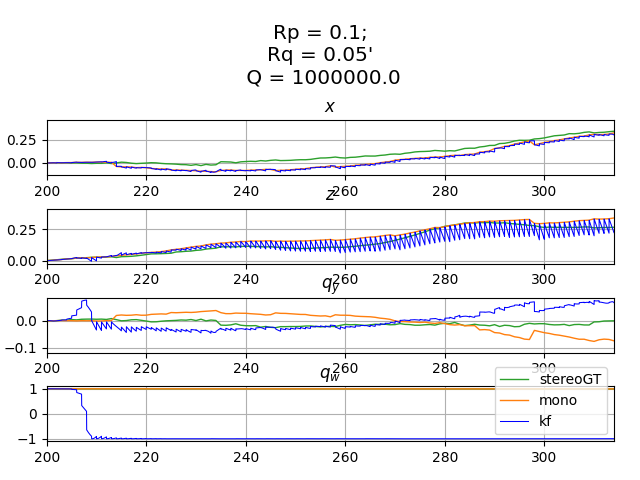 Rp = 0.1;
Rq = 0.05'
Q = 1000000.0
x
0.25
0.00
200 220 240 260 280 300
z
0.25
0.00
200 220 240 260 280 300
qy
0.0
−0.1
200 220 240 260 280 300
qw
1
0
−1
200 220 240 260 280 300
stereoGT
mono
kf